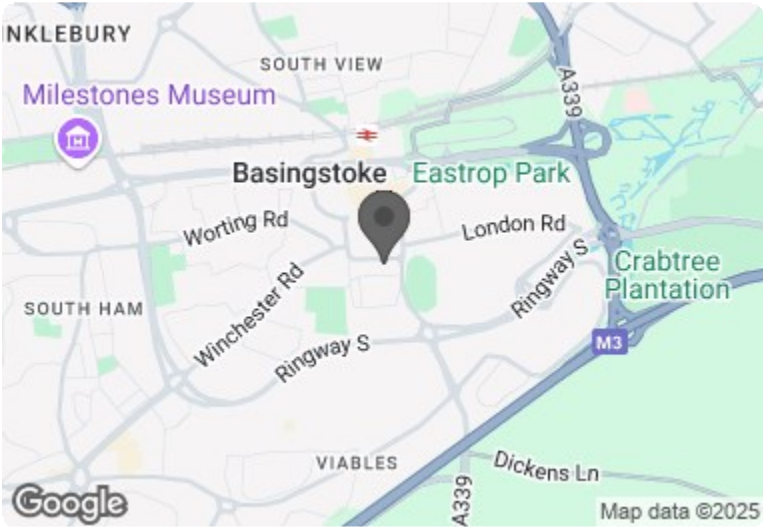 INKLEBURY
SOUTH VIEW
A339
Milestones Museum
Basingstoke
Eastrop Park
Worting Rd
London Rd
Crabtree
Plantation
Ringway S
SOUTH HAM
Winchester Rd
Ringway S
M3
VIABLES
Dickens Ln
A339
Google
Map data ©2025